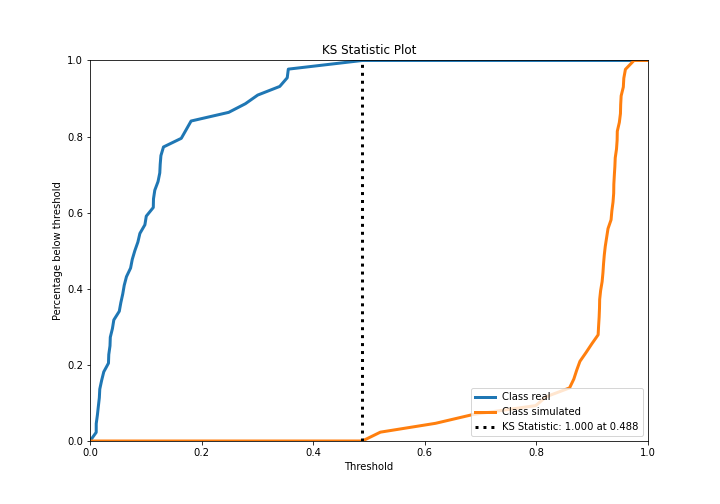 KS Statistic Plot
1.0
0.8
0.6
0.4
0.2
0.0
Percentage below threshold
Class real
Class simulated
KS Statistic: 1.000 at 0.488
0.0 0.2 0.4 0.6 0.8 1.0
Threshold